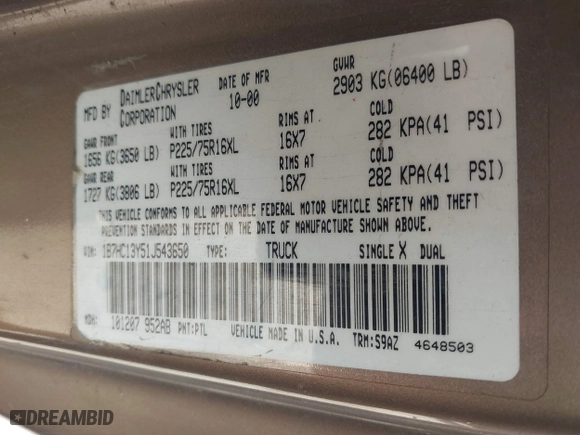 MFD BY DAIMLERCHRYSLER CORPORATION DATE OF MFR 10-00 GVWR 2903 KG(06400 LB)
GAWR FRONT WITH TIRES RIMS AT COLD
1656 KG(3650 LB) P225/75R16XL 16X7 282 KPA(41 PSI)
GAWR REAR WITH TIRES RIMS AT COLD
1727 KG(3806 LB) P225/75R16XL 16X7 282 KPA(41 PSI)
THIS VEHICLE CONFORMS TO ALL APPLICABLE FEDERAL MOTOR VEHICLE SAFETY AND THEFT
PREVENTION STANDARDS IN EFFECT ON THE DATE OF MANUFACTURE SHOWN ABOVE.
VIN: 1B7HC13Y51J543650 TYPE: TRUCK SINGLE X DUAL
MDH: 101207 952AB PNT:PTL VEHICLE MADE IN U.S.A. TRM:S9AZ 4648503
DREAMBID